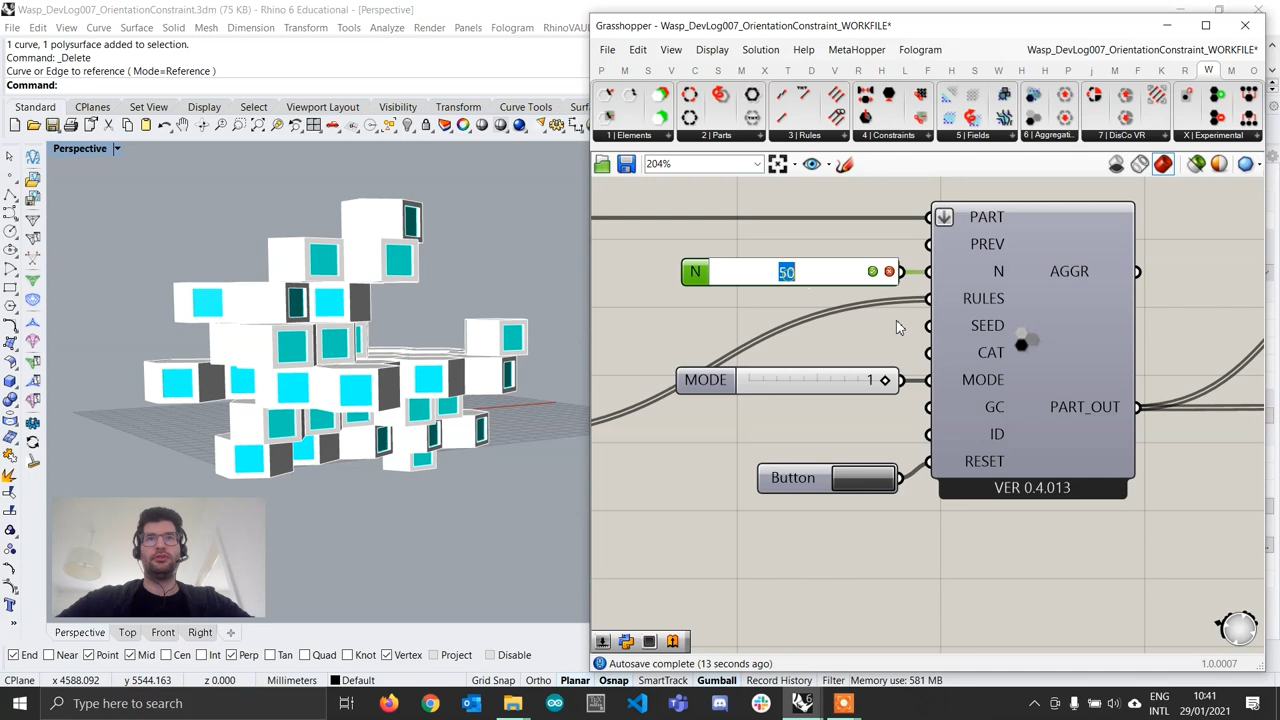 Wasp_DevLog007_OrientationConstraint.3dm (75 KB) - Rhino 6 Educational - [Perspective]
File Edit View Curve Surface Solid Mesh Dimension Transform Tools Analyze Render Panels Fologram RhinoVAUL
1 curve, 1 polysurface added to selection.
Command: _Delete
Curve or Edge to reference ( Mode=Reference )
Command:
Standard CPlanes Set View Display Select Viewport Layout Visibility Transform Curve Tools
Perspective
Grasshopper - Wasp_DevLog007_OrientationConstraint_WORKFILE*
File Edit View Display Solution Help MetaHopper Fologram Wasp_DevLog007_OrientationConstraint_WORKFILE*
P M S V C S M X V T D V A H C L F S N W H H P j M E F K R W M O
1 | Elements 2 | Parts 3 | Rules 4 | Constraints 5 | Fields 6 | Aggregati.. 7 | DisCo VR X | Experimental
204%
PART
PREV
N 50 N AGGR
RULES
SEED
CAT
MODE 1 MODE
GC PART_OUT
ID
Button RESET
VER 0.4.013
Perspective Top Front Right
End Near Point Mid Cen Int Perp Tan Quad Knot Vertex Project Disable
Autosave complete (13 seconds ago) 1.0.0007
CPlane x 4588.092 y 5544.163 z 0.000 Millimeters Default Grid Snap Ortho Planar Osnap SmartTrack Gumball Record History Filter Memory use: 581 MB
Type here to search
ENG
INTL
10:41
29/01/2021